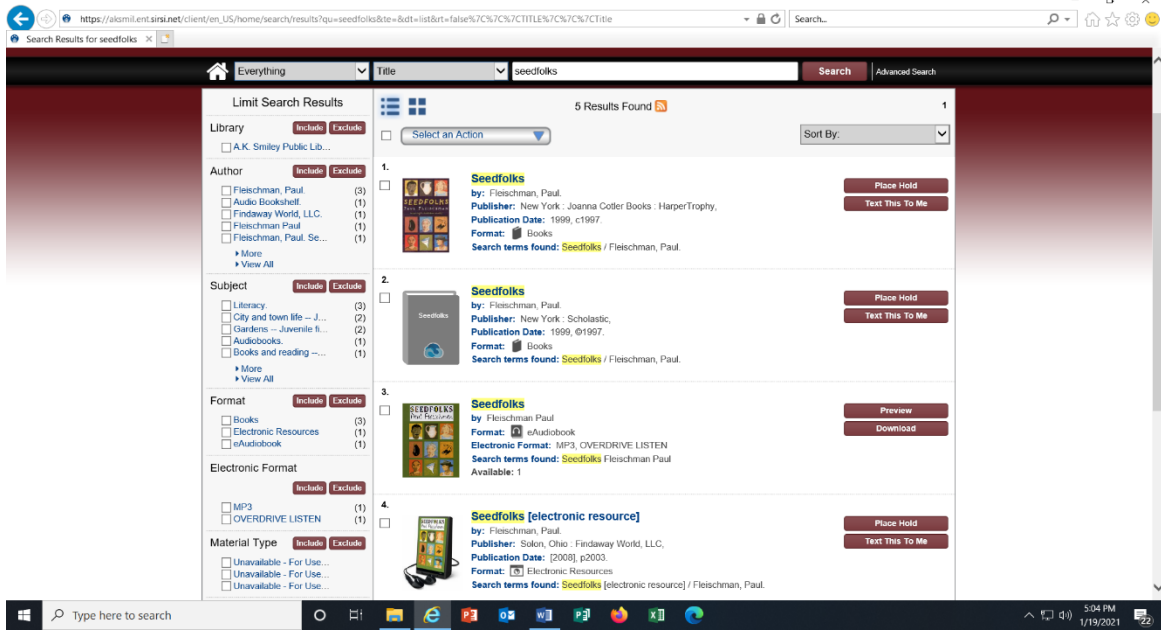 https://aksmil.ent.sirsi.net/client/en_US/home/search/results?qu=seedfolks&te=&dt=list&rt=false%7C%7C%7CTITLE%7C%7C%7CTitle
Search...
Search Results for seedfolks
Everything
Title
seedfolks
Search
Advanced Search
Limit Search Results
Library Include Exclude
A.K. Smiley Public Lib...
Author Include Exclude
Fleischman, Paul. (3)
Audio Bookshelf. (1)
Findaway World, LLC. (1)
Fleischman Paul (1)
Fleischman, Paul. Se... (1)
More
View All
Subject Include Exclude
Literacy. (3)
City and town life -- J... (2)
Gardens -- Juvenile fi... (2)
Audiobooks. (1)
Books and reading --... (1)
More
View All
Format Include Exclude
Books (3)
Electronic Resources (1)
eAudiobook (1)
Electronic Format
Include Exclude
MP3 (1)
OVERDRIVE LISTEN (1)
Material Type Include Exclude
Unavailable - For Use...
Unavailable - For Use...
Unavailable - For Use...
5 Results Found
1
Select an Action
Sort By:
1.
SEEDFOLKS
Seedfolks
by: Fleischman, Paul.
Publisher: New York : Joanna Cotler Books : HarperTrophy,
Publication Date: 1999, c1997.
Format: Books
Search terms found: Seedfolks / Fleischman, Paul.
Place Hold
Text This To Me
2.
Seedfolks
Seedfolks
by: Fleischman, Paul.
Publisher: New York : Scholastic,
Publication Date: 1999, ©1997.
Format: Books
Search terms found: Seedfolks / Fleischman, Paul.
Place Hold
Text This To Me
3.
SEEDFOLKS
Paul Fleischman
Seedfolks
by Fleischman Paul
Format: eAudiobook
Electronic Format: MP3, OVERDRIVE LISTEN
Search terms found: Seedfolks Fleischman Paul
Available: 1
Preview
Download
4.
Seedfolks [electronic resource]
by: Fleischman, Paul.
Publisher: Solon, Ohio : Findaway World, LLC,
Publication Date: [2008], p2003.
Format: Electronic Resources
Search terms found: Seedfolks [electronic resource] / Fleischman, Paul.
Place Hold
Text This To Me
Type here to search
5:04 PM
1/19/2021
22